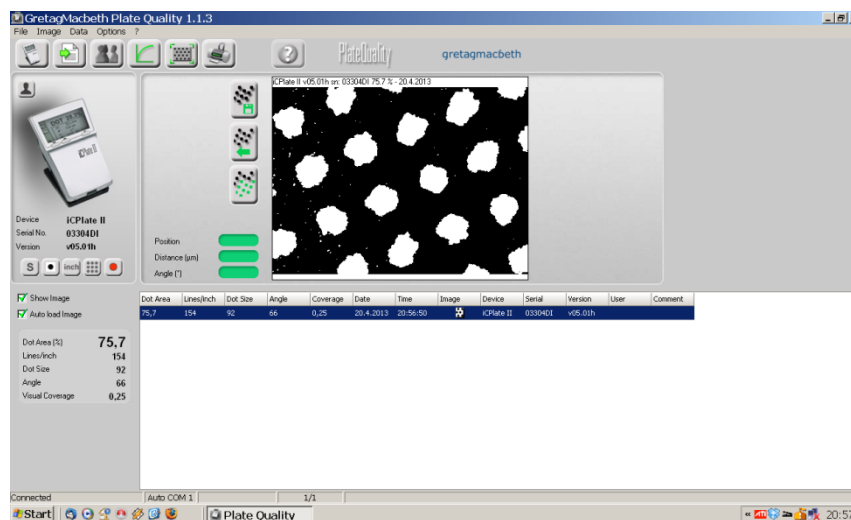 GretagMacbeth Plate Quality 1.1.3
File Image Data Options ?
PlateQuality
gretagmacbeth
iCPlate II v05.01h sn: 03304DI 75.7 % - 20.4.2013
Device iCPlate II
Serial No. 03304DI
Version v05.01h
S inch
Position
Distance (µm)
Angle (°)
Show Image
Auto load Image
Dot Area Lines/inch Dot Size Angle Coverage Date Time Image Device Serial Version User Comment
75,7 154 92 66 0,25 20.4.2013 20:56:50 iCPlate II 03304DI v05.01h
Dot Area (%) 75,7
Lines/inch 154
Dot Size 92
Angle 66
Visual Coverage 0,25
Connected Auto COM 1 1/1
Start Plate Quality ATI 20:57